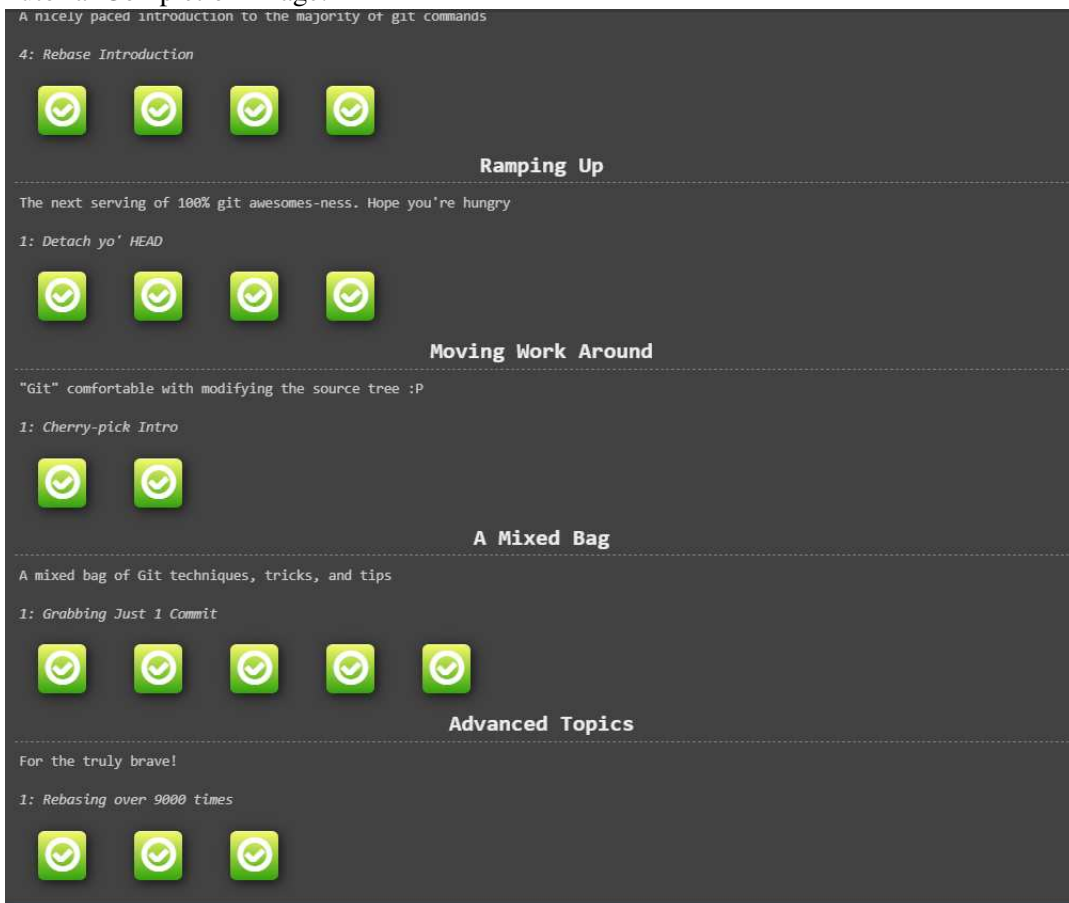 A nicely paced introduction to the majority of git commands
4: Rebase Introduction
Ramping Up
The next serving of 100% git awesomes-ness. Hope you're hungry
1: Detach yo' HEAD
Moving Work Around
"Git" comfortable with modifying the source tree :P
1: Cherry-pick Intro
A Mixed Bag
A mixed bag of Git techniques, tricks, and tips
1: Grabbing Just 1 Commit
Advanced Topics
For the truly brave!
1: Rebasing over 9000 times